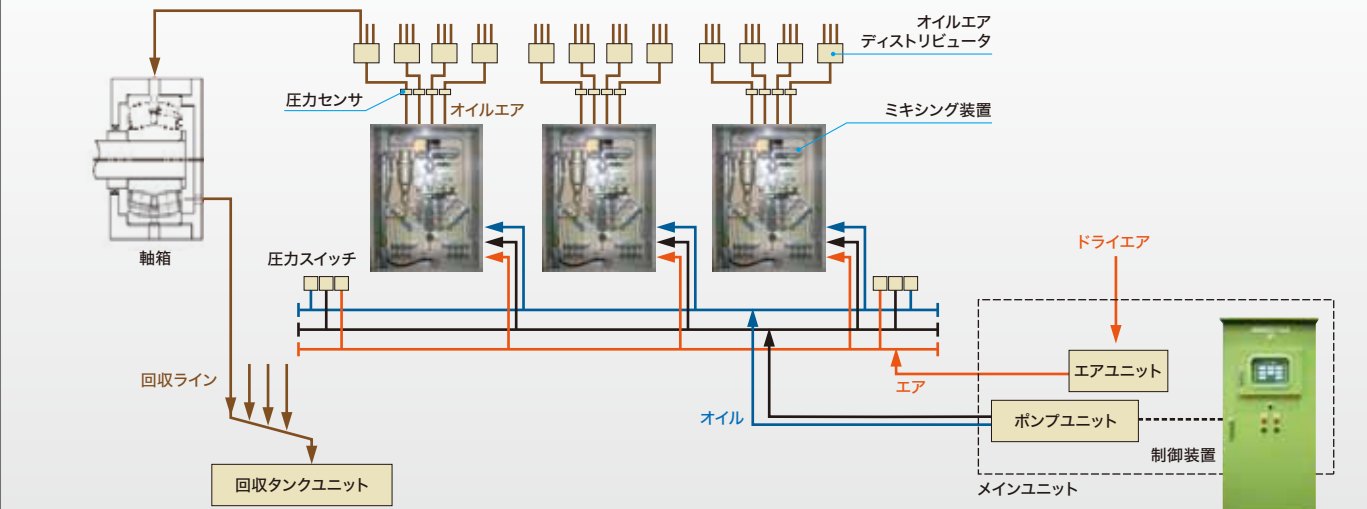 オイルエア
ディストリビュータ
圧力センサ
オイルエア
ミキシング装置
軸箱
圧力スイッチ
ドライエア
エアユニット
回収ライン
エア
オイル
ポンプユニット
制御装置
回収タンクユニット
メインユニット